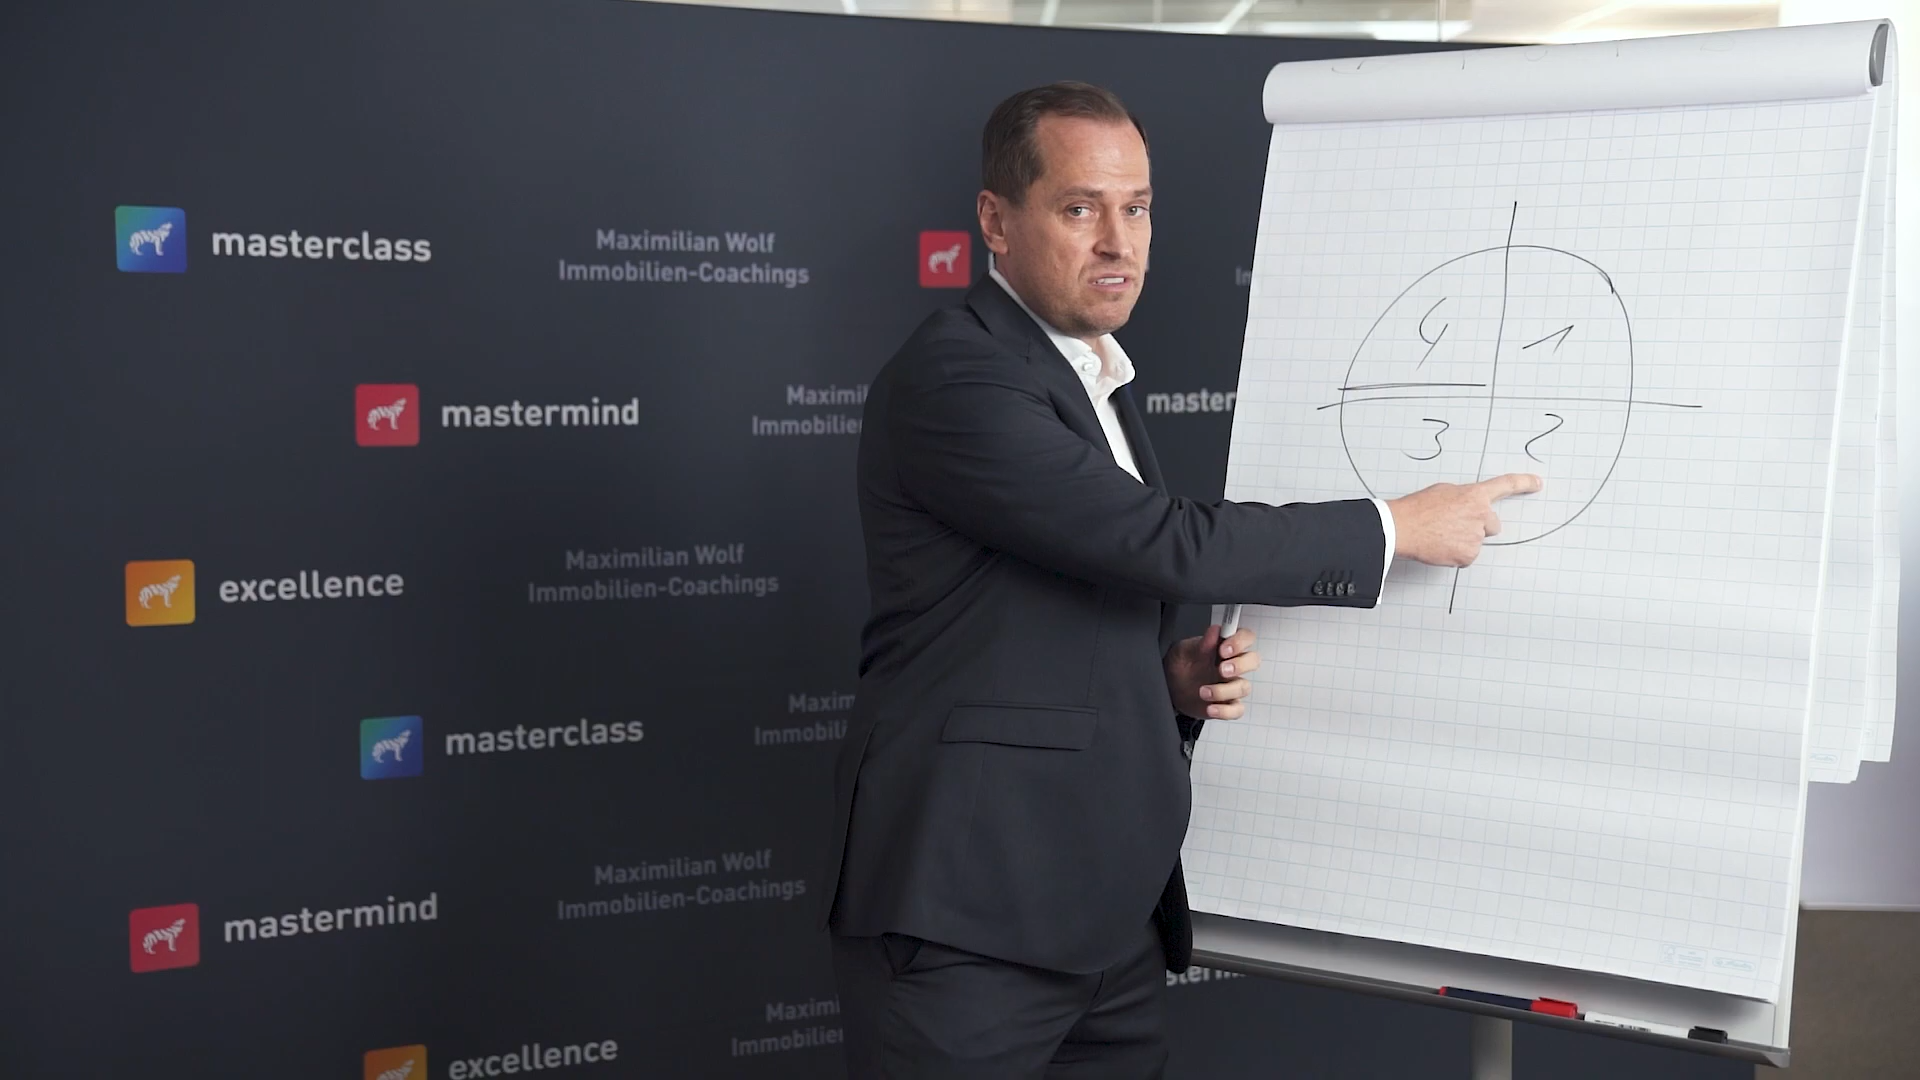 masterclass
Maximilian Wolf
Immobilien-Coachings
mastermind
excellence
Maximilian Wolf
Immobilien-Coachings
masterclass
mastermind
Maximilian Wolf
Immobilien-Coachings
excellence
4 1
3 2